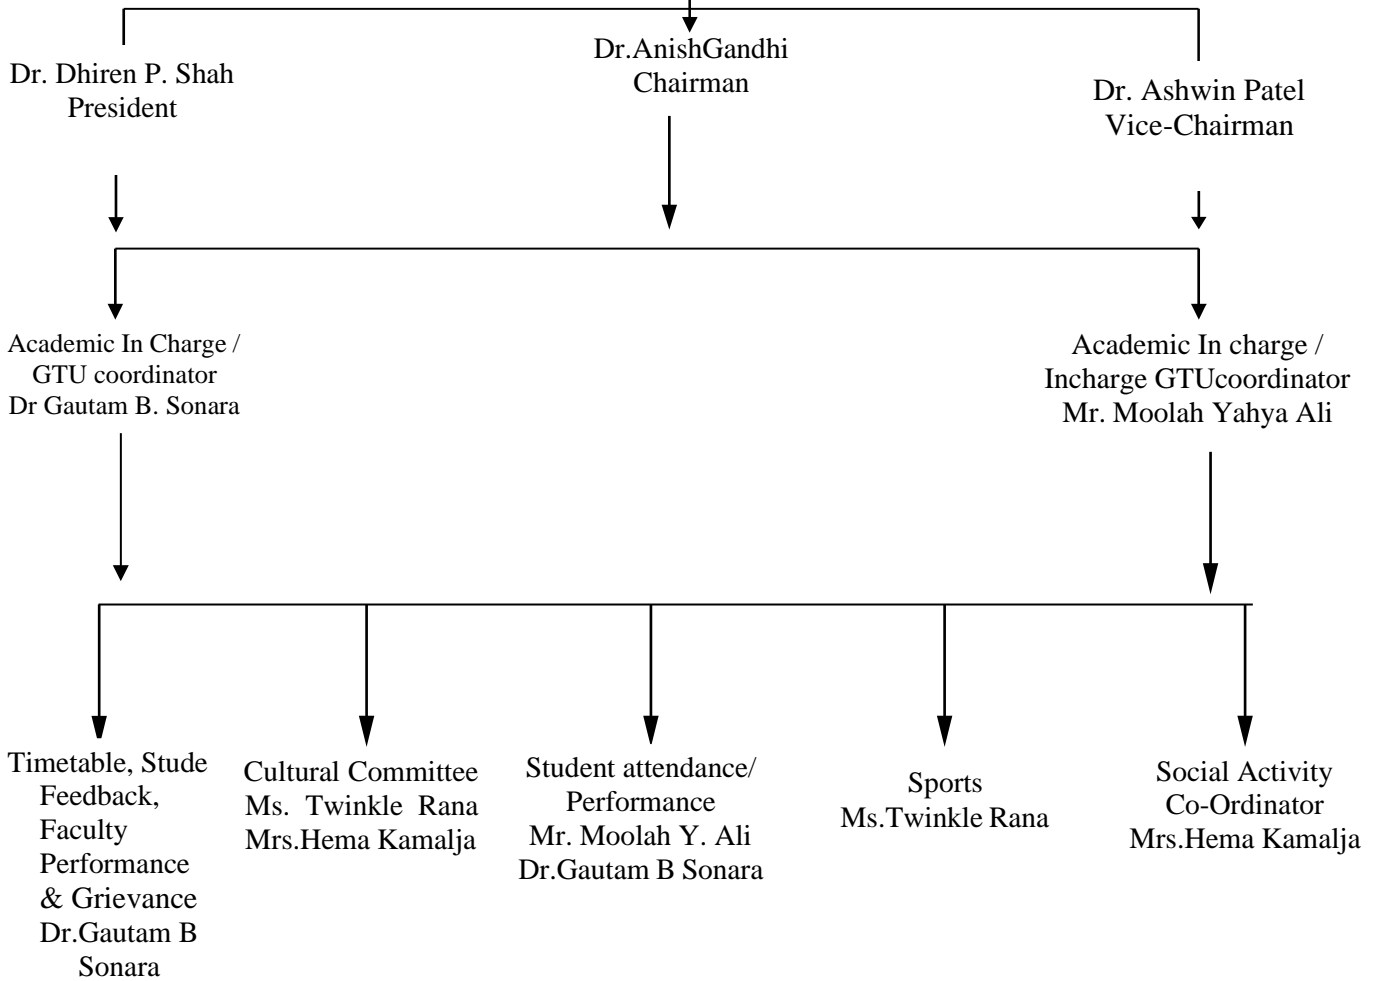 Dr. Dhiren P. Shah
President
Dr.AnishGandhi
Chairman
Dr. Ashwin Patel
Vice-Chairman
Academic In Charge /
GTU coordinator
Dr Gautam B. Sonara
Academic In charge /
Incharge GTUcoordinator
Mr. Moolah Yahya Ali
Timetable, Stude
Feedback,
Faculty
Performance
& Grievance
Dr.Gautam B
Sonara
Cultural Committee
Ms. Twinkle Rana
Mrs.Hema Kamalja
Student attendance/
Performance
Mr. Moolah Y. Ali
Dr.Gautam B Sonara
Sports
Ms.Twinkle Rana
Social Activity
Co-Ordinator
Mrs.Hema Kamalja